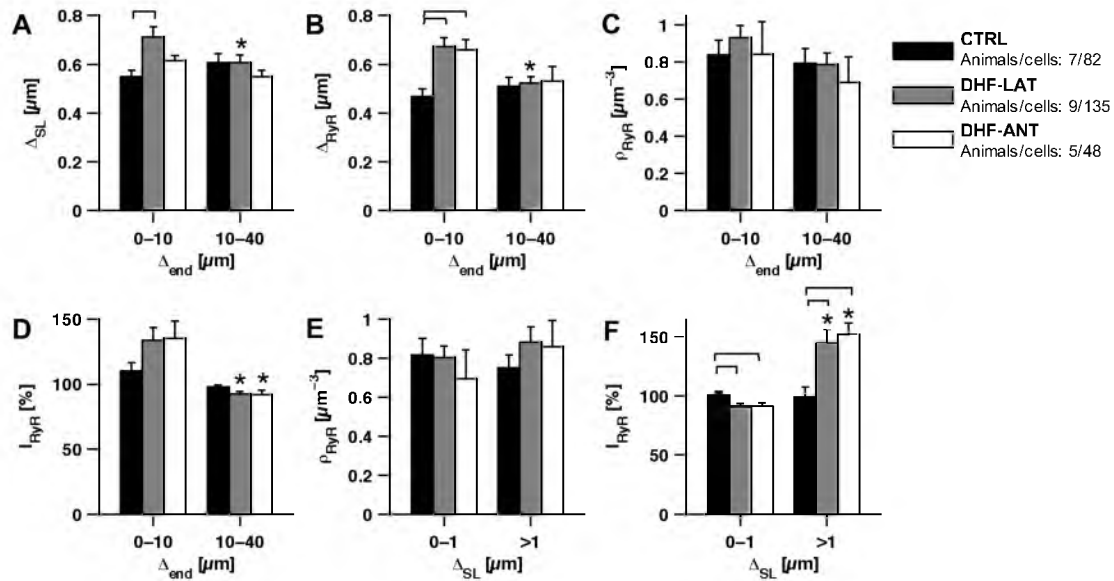 A
0.8
0.6
0.4
0.2
0
Δ_SL [µm]
0–10 10–40
Δ_end [µm]
*
B
0.8
0.6
0.4
0.2
0
Δ_RyR [µm]
0–10 10–40
Δ_end [µm]
*
C
1
0.8
0.6
0.4
0.2
0
ρ_RyR [µm⁻³]
0–10 10–40
Δ_end [µm]
CTRL
Animals/cells: 7/82
DHF-LAT
Animals/cells: 9/135
DHF-ANT
Animals/cells: 5/48
D
150
100
50
0
I_RyR [%]
0–10 10–40
Δ_end [µm]
* *
E
1
0.8
0.6
0.4
0.2
0
ρ_RyR [µm⁻³]
0–1 >1
Δ_SL [µm]
F
150
100
50
0
I_RyR [%]
0–1 >1
Δ_SL [µm]
* *